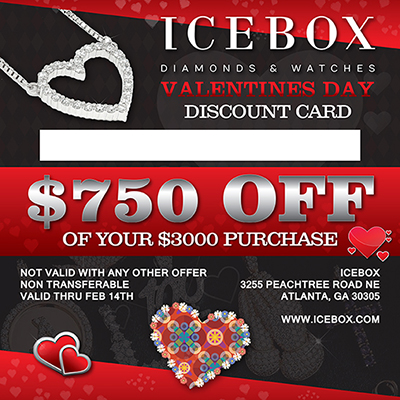 ICEBOX
DIAMONDS & WATCHES
VALENTINES DAY
DISCOUNT CARD
$750 OFF
OF YOUR $3000 PURCHASE
NOT VALID WITH ANY OTHER OFFER
NON TRANSFERABLE
VALID THRU FEB 14TH
ICEBOX
3255 PEACHTREE ROAD NE
ATLANTA, GA 30305
WWW.ICEBOX.COM